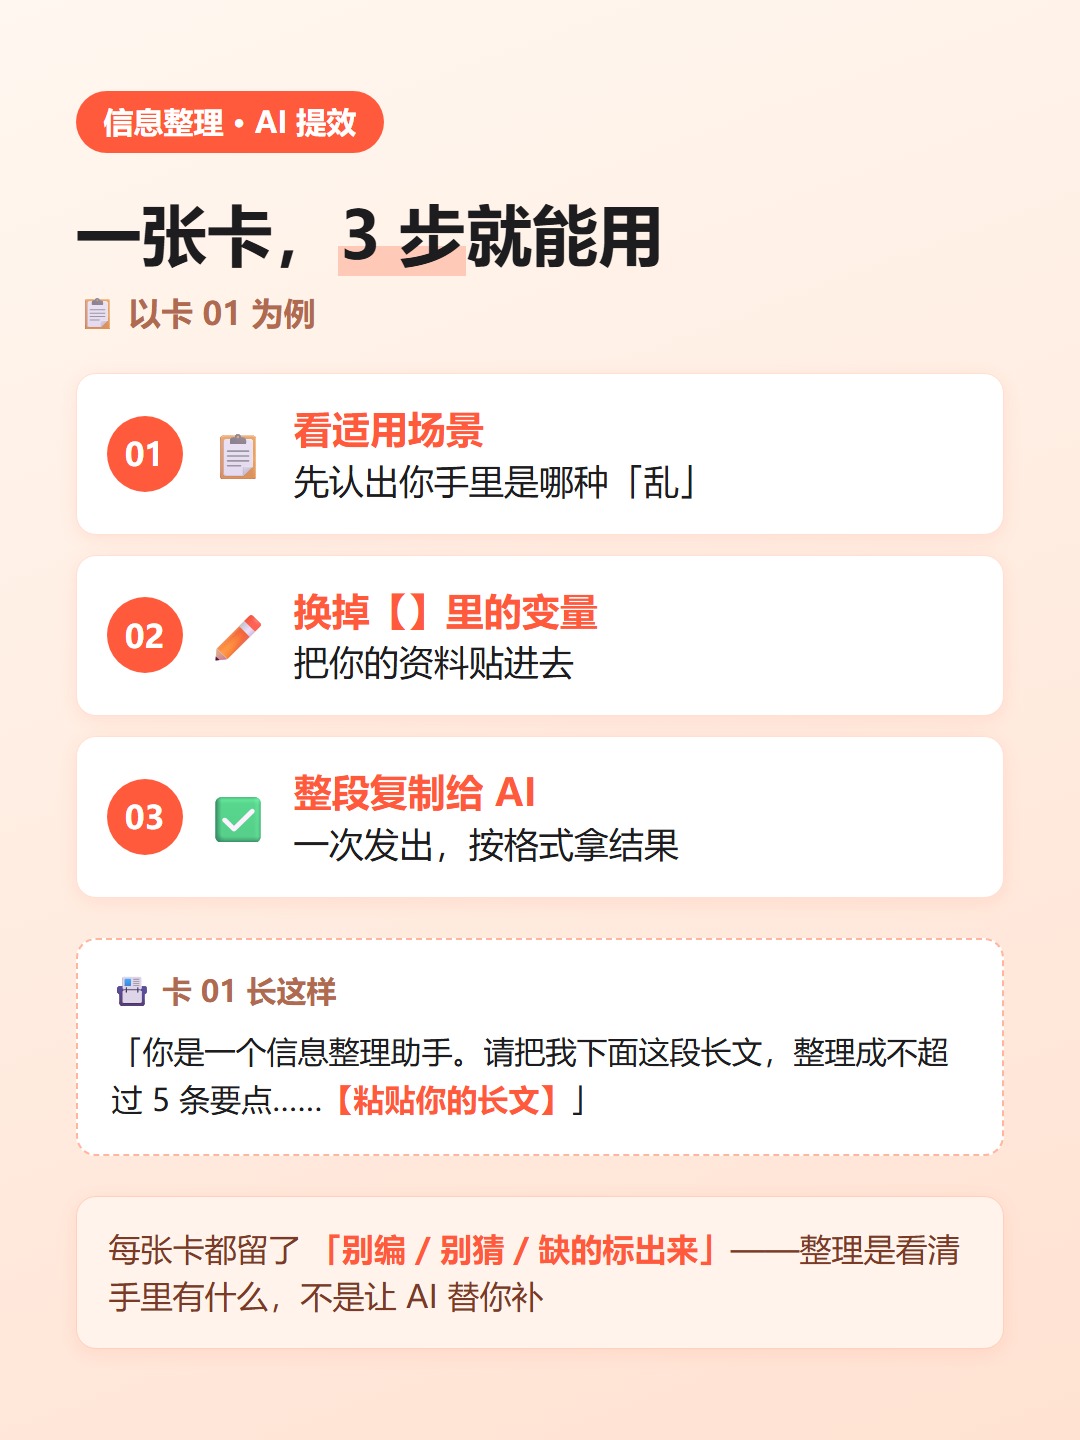 信息整理 · AI 提效
一张卡，3 步就能用
以卡 01 为例
01
看适用场景
先认出你手里是哪种「乱」
02
换掉【】里的变量
把你的资料贴进去
03
整段复制给 AI
一次发出，按格式拿结果
卡 01 长这样
「你是一个信息整理助手。请把我下面这段长文，整理成不超
过 5 条要点……【粘贴你的长文】」
每张卡都留了「别编 / 别猜 / 缺的标出来」——整理是看清
手里有什么，不是让 AI 替你补